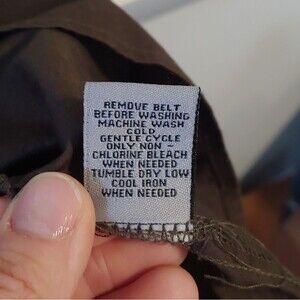 REMOVE BELT
BEFORE WASHING
MACHINE WASH
COLD
GENTLE CYCLE
ONLY NON -
CHLORINE BLEACH
WHEN NEEDED
TUMBLE DRY LOW
COOL IRON
WHEN NEEDED